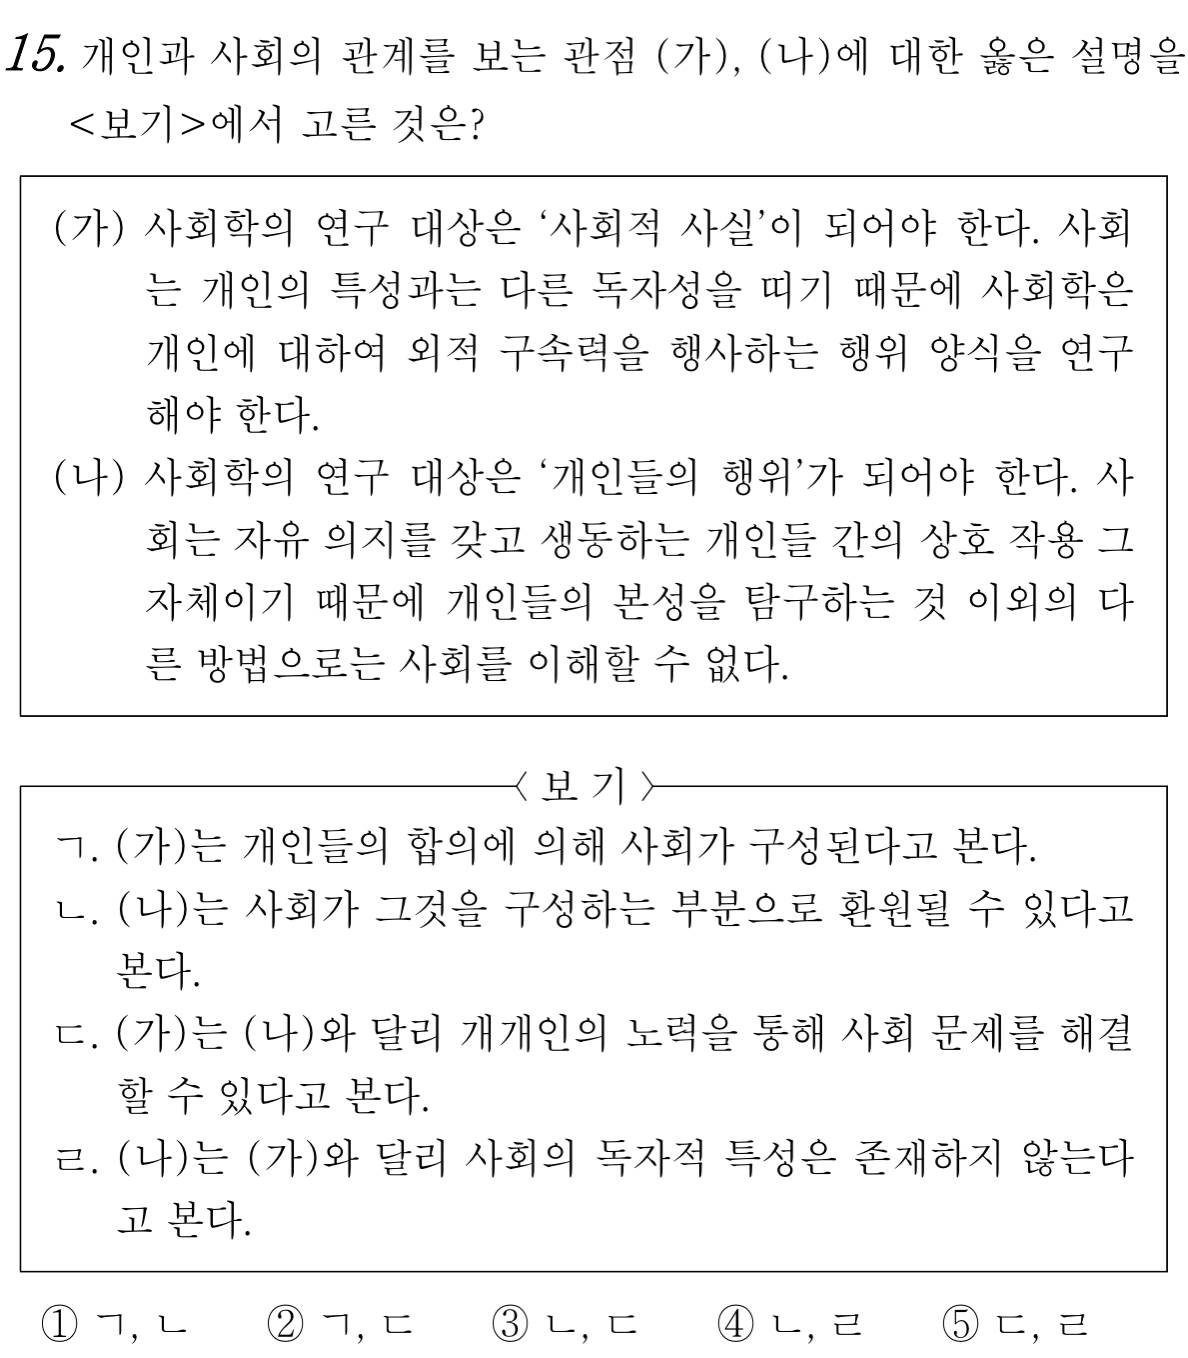 15. 개인과 사회의 관계를 보는 관점 (가), (나)에 대한 옳은 설명을
<보기>에서 고른 것은?
(가) 사회학의 연구 대상은 ‘사회적 사실’이 되어야 한다. 사회
는 개인의 특성과는 다른 독자성을 띠기 때문에 사회학은
개인에 대하여 외적 구속력을 행사하는 행위 양식을 연구
해야 한다.
(나) 사회학의 연구 대상은 ‘개인들의 행위’가 되어야 한다. 사
회는 자유 의지를 갖고 생동하는 개인들 간의 상호 작용 그
자체이기 때문에 개인들의 본성을 탐구하는 것 이외의 다
른 방법으로는 사회를 이해할 수 없다.
〈 보 기 〉
ㄱ. (가)는 개인들의 합의에 의해 사회가 구성된다고 본다.
ㄴ. (나)는 사회가 그것을 구성하는 부분으로 환원될 수 있다고
본다.
ㄷ. (가)는 (나)와 달리 개개인의 노력을 통해 사회 문제를 해결
할 수 있다고 본다.
ㄹ. (나)는 (가)와 달리 사회의 독자적 특성은 존재하지 않는다
고 본다.
① ㄱ, ㄴ ② ㄱ, ㄷ ③ ㄴ, ㄷ ④ ㄴ, ㄹ ⑤ ㄷ, ㄹ